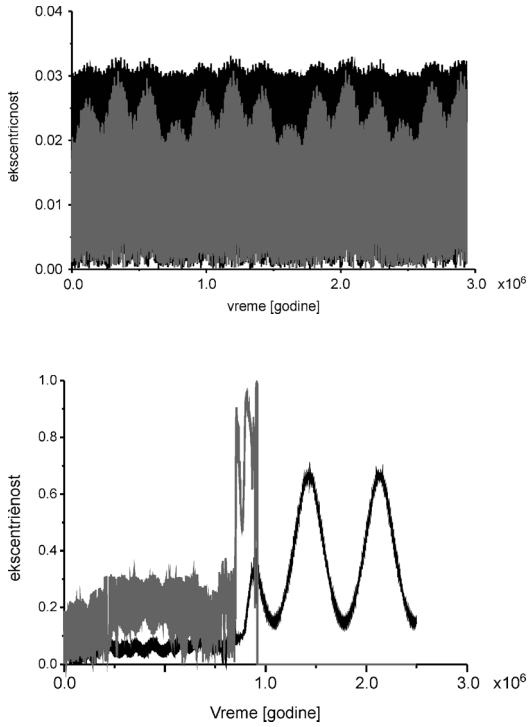 0.04
0.03
0.02
0.01
0.00
ekscentricnost
0.0 1.0 2.0 3.0 x10⁶
vreme [godine]
1.0
0.8
0.6
0.4
0.2
0.0
ekscentriènost
0.0 1.0 2.0 3.0 x10⁶
Vreme [godine]